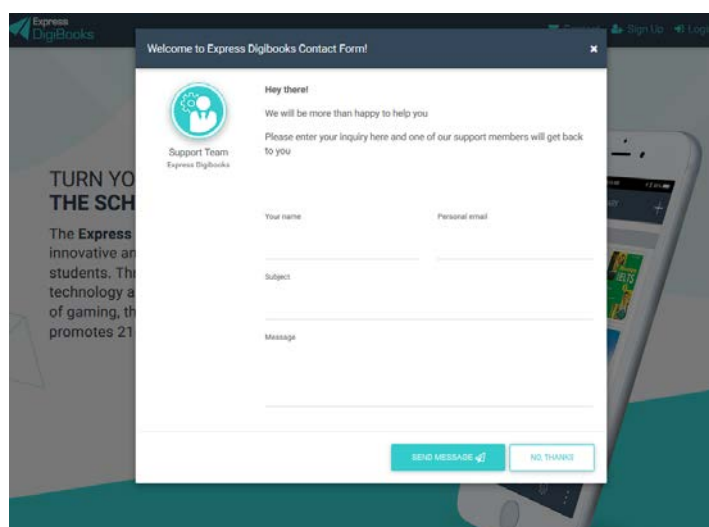 Express
DigiBooks
Sign Up
Welcome to Express Digibooks Contact Form!
×
Hey there!
We will be more than happy to help you
Please enter your inquiry here and one of our support members will get back
to you
Support Team
Express Digibooks
Your name
Personal email
Subject
Message
SEND MESSAGE
NO, THANKS
TURN YO
THE SCH
The Express
innovative an
students. Th
technology a
of gaming, th
promotes 21
IELTS